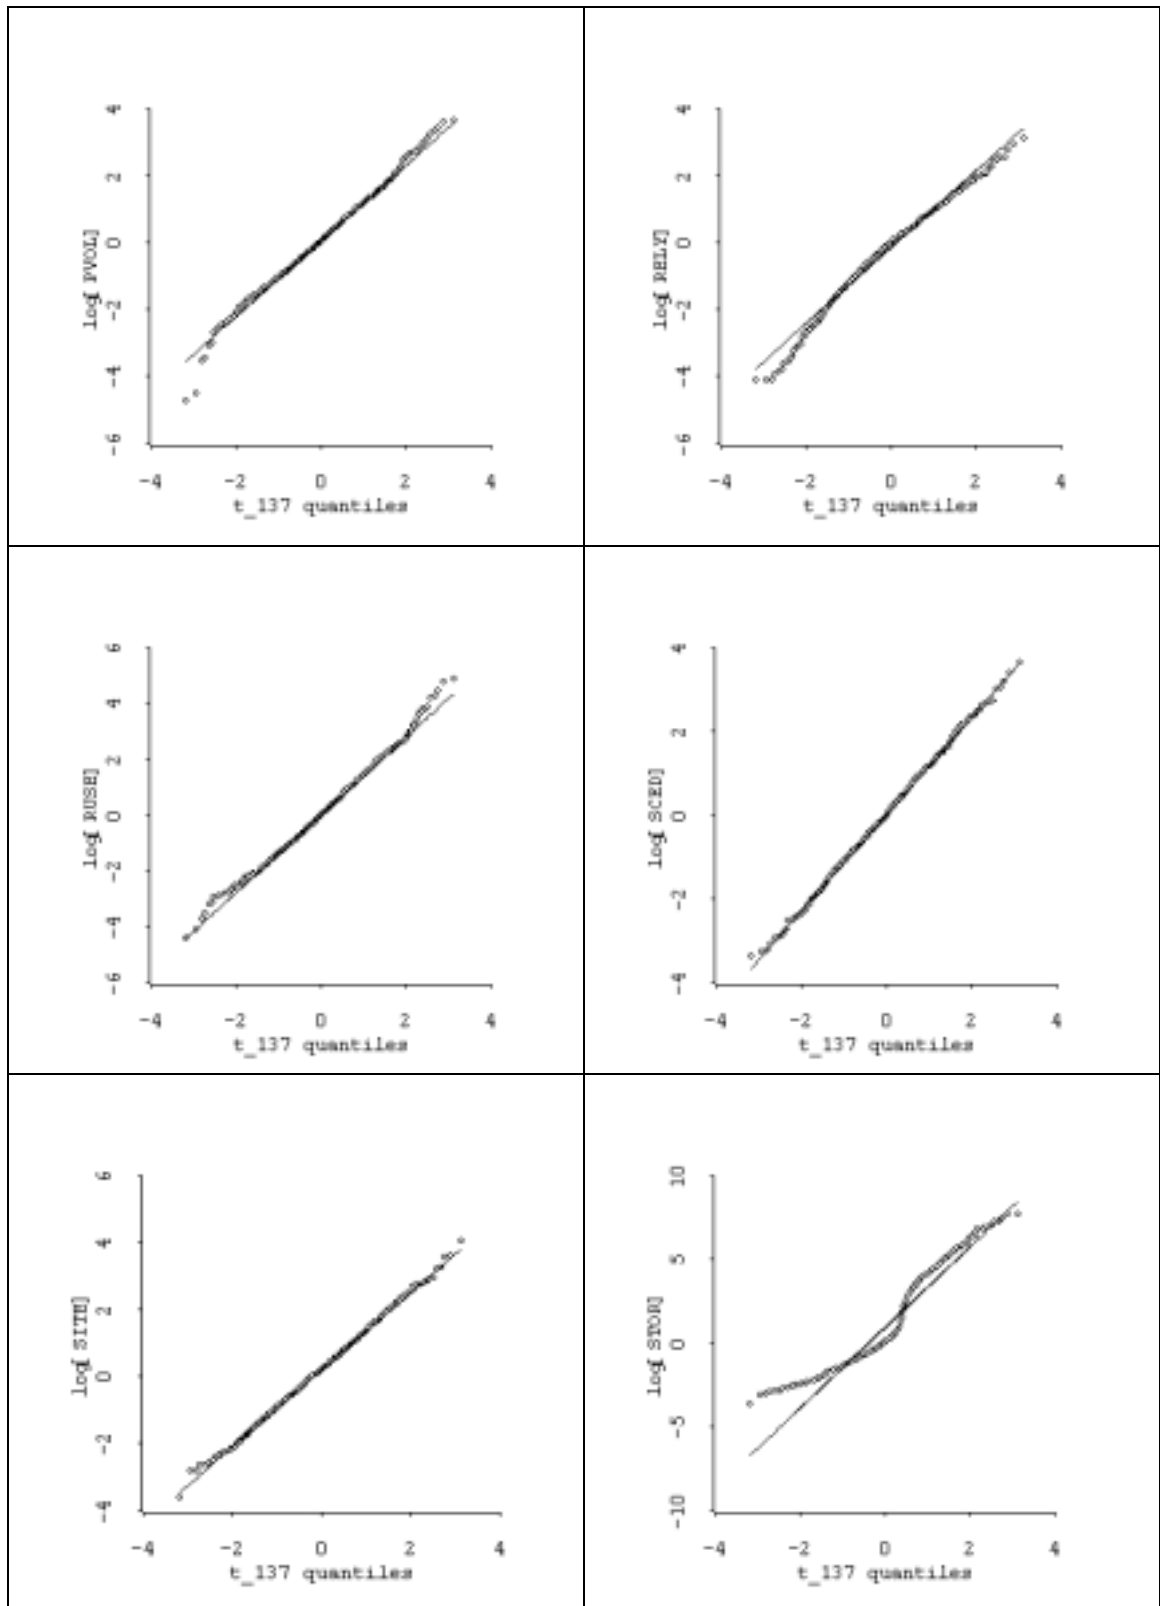 4
2
0
-2
-4
-6
log[ PVOL]
-4 -2 0 2 4
t_137 quantiles
4
2
0
-2
-4
-6
log[ RELY]
-4 -2 0 2 4
t_137 quantiles
6
4
2
0
-2
-4
-6
log[ RUSE]
-4 -2 0 2 4
t_137 quantiles
4
2
0
-2
-4
log[ SCED]
-4 -2 0 2 4
t_137 quantiles
6
4
2
0
-2
-4
log[ SITE]
-4 -2 0 2 4
t_137 quantiles
10
5
0
-5
-10
log[ STOR]
-4 -2 0 2 4
t_137 quantiles